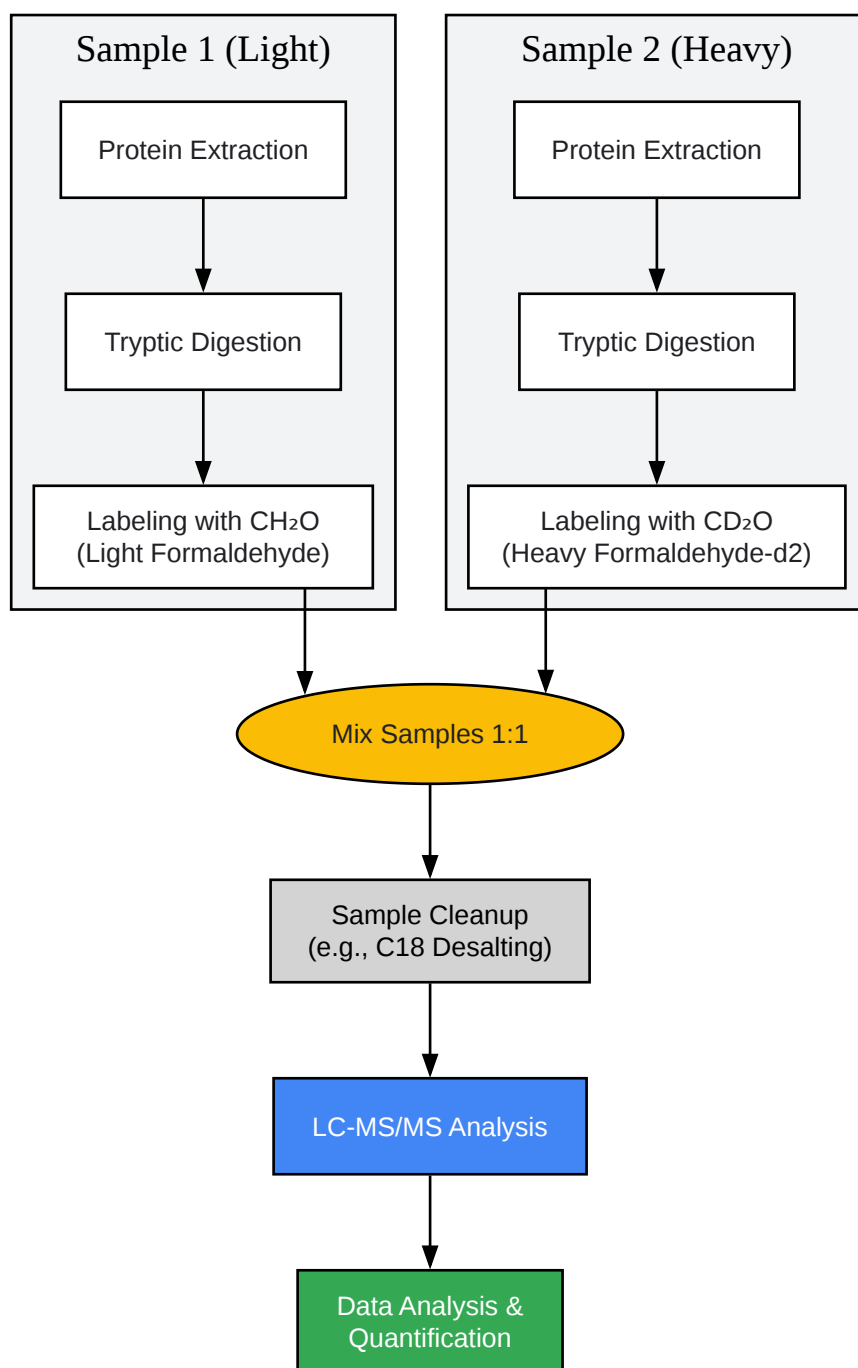 Sample 1 (Light)
Protein Extraction
Tryptic Digestion
Labeling with CH₂O
(Light Formaldehyde)
Sample 2 (Heavy)
Protein Extraction
Tryptic Digestion
Labeling with CD₂O
(Heavy Formaldehyde-d2)
Mix Samples 1:1
Sample Cleanup
(e.g., C18 Desalting)
LC-MS/MS Analysis
Data Analysis &
Quantification